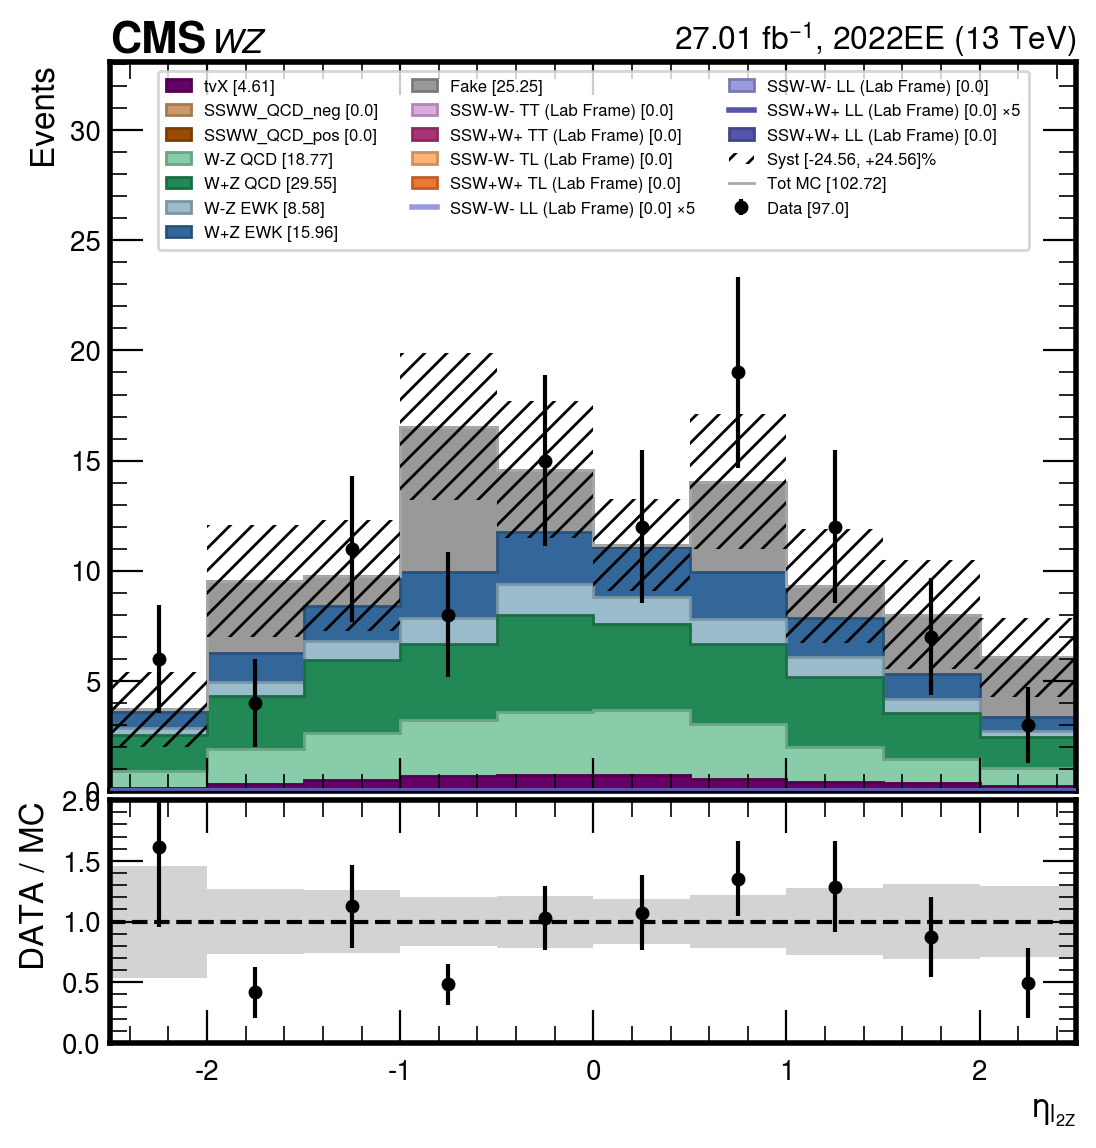 CMS WZ 27.01 fb⁻¹, 2022EE (13 TeV)
Events
tvX [4.61]
SSWW_QCD_neg [0.0]
SSWW_QCD_pos [0.0]
W-Z QCD [18.77]
W+Z QCD [29.55]
W-Z EWK [8.58]
W+Z EWK [15.96]
Fake [25.25]
SSW-W- TT (Lab Frame) [0.0]
SSW+W+ TT (Lab Frame) [0.0]
SSW-W- TL (Lab Frame) [0.0]
SSW+W+ TL (Lab Frame) [0.0]
SSW-W- LL (Lab Frame) [0.0] ×5
SSW-W- LL (Lab Frame) [0.0]
SSW+W+ LL (Lab Frame) [0.0] ×5
SSW+W+ LL (Lab Frame) [0.0]
Syst [-24.56, +24.56]%
Tot MC [102.72]
Data [97.0]
30
25
20
15
10
5
0
DATA / MC
2.0
1.5
1.0
0.5
0.0
-2 -1 0 1 2
η_l_2Z